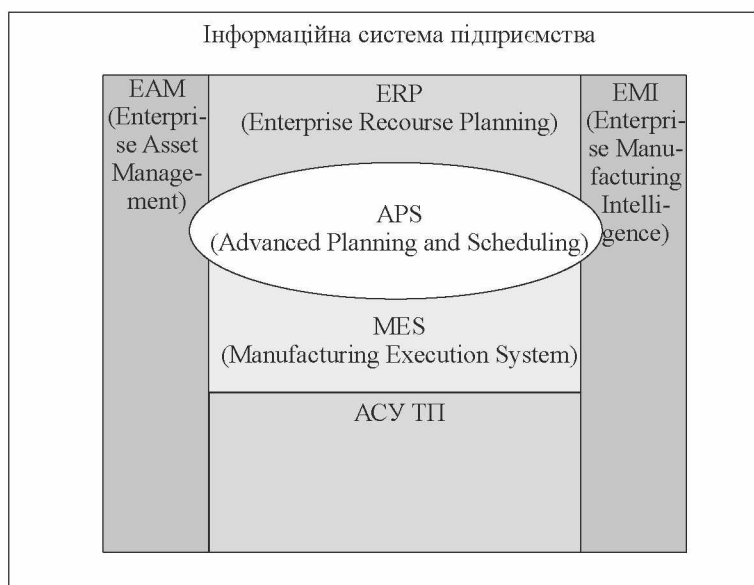 Інформаційна система підприємства
EAM
(Enterpri-
se Asset
Manage-
ment)
ERP
(Enterprise Recourse Planning)
EMI
(Enterpri-
se Manu-
facturing
Intelli-
gence)
APS
(Advanced Planning and Scheduling)
MES
(Manufacturing Execution System)
АСУ ТП